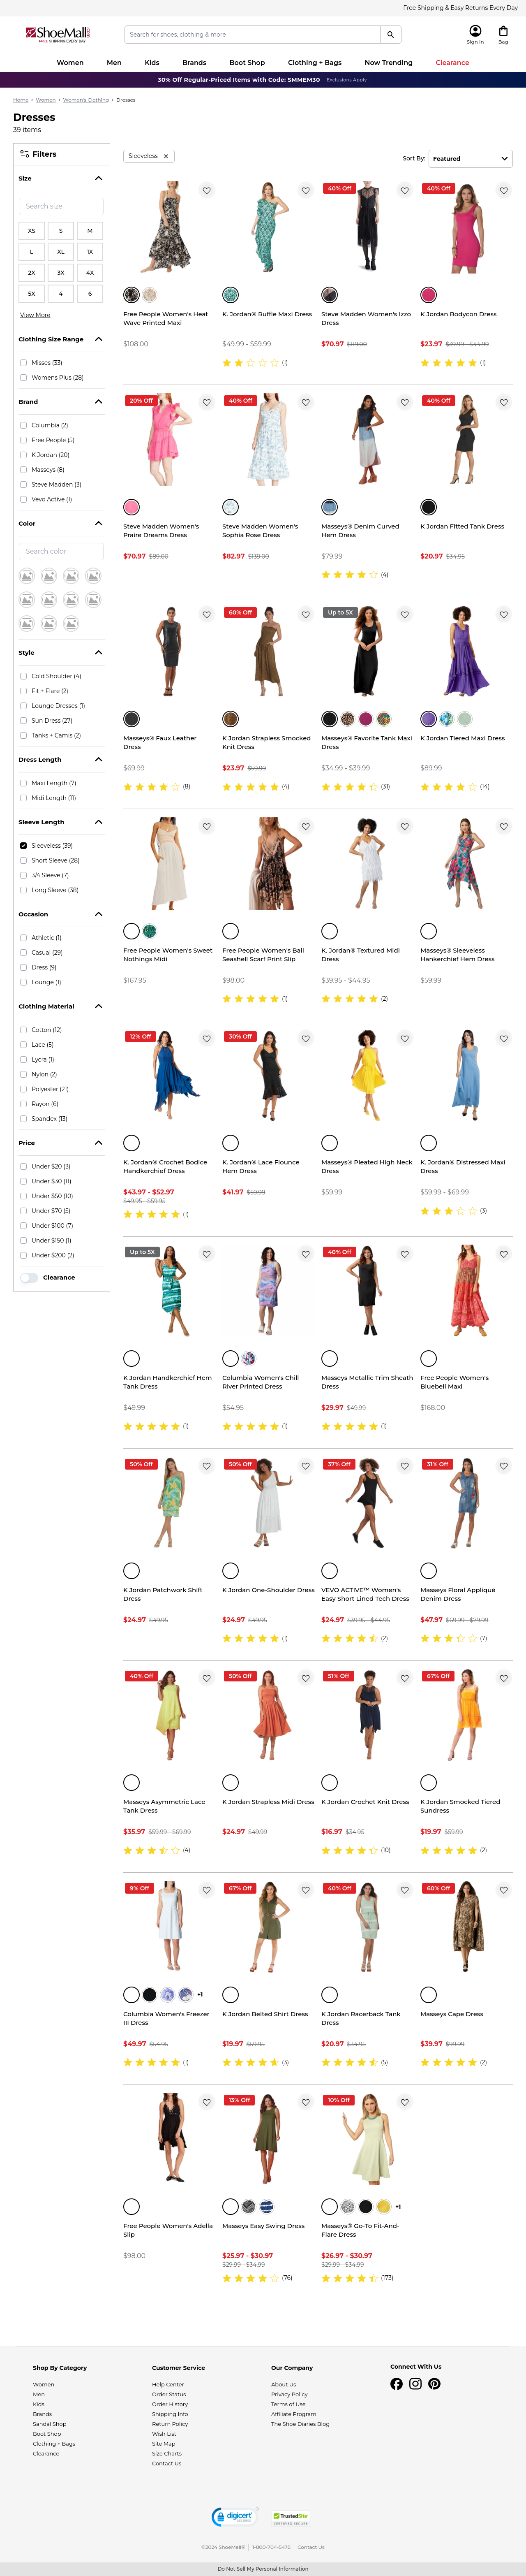 Free Shipping & Easy Returns Every Day
ShoeMall
FREE SHIPPING EVERY DAY
Search for shoes, clothing & more
Sign In
Bag
Women Men Kids Brands Boot Shop Clothing + Bags Now Trending Clearance
30% Off Regular-Priced Items with Code: SMMEM30 Exclusions Apply
Home > Women > Women's Clothing > Dresses
Dresses
39 items
Filters
Size
Search size
XS S M
L XL 1X
2X 3X 4X
5X 4 6
View More
Clothing Size Range
Misses (33)
Womens Plus (28)
Brand
Columbia (2)
Free People (5)
K Jordan (20)
Masseys (8)
Steve Madden (3)
Vevo Active (1)
Color
Search color
Style
Cold Shoulder (4)
Fit + Flare (2)
Lounge Dresses (1)
Sun Dress (27)
Tanks + Camis (2)
Dress Length
Maxi Length (7)
Midi Length (11)
Sleeve Length
Sleeveless (39)
Short Sleeve (28)
3/4 Sleeve (7)
Long Sleeve (38)
Occasion
Athletic (1)
Casual (29)
Dress (9)
Lounge (1)
Clothing Material
Cotton (12)
Lace (5)
Lycra (1)
Nylon (2)
Polyester (21)
Rayon (6)
Spandex (13)
Price
Under $20 (3)
Under $30 (11)
Under $50 (10)
Under $70 (5)
Under $100 (7)
Under $150 (1)
Under $200 (2)
Clearance
Sleeveless ×
Sort By: Featured
Free People Women's Heat Wave Printed Maxi
$108.00
K. Jordan® Ruffle Maxi Dress
$49.99 - $59.99
(1)
40% Off
Steve Madden Women's Izzo Dress
$70.97 $119.00
40% Off
K Jordan Bodycon Dress
$23.97 $39.99 - $44.99
(1)
20% Off
Steve Madden Women's Praire Dreams Dress
$70.97 $89.00
40% Off
Steve Madden Women's Sophia Rose Dress
$82.97 $139.00
Masseys® Denim Curved Hem Dress
$79.99
(4)
40% Off
K Jordan Fitted Tank Dress
$20.97 $34.95
Masseys® Faux Leather Dress
$69.99
(8)
60% Off
K Jordan Strapless Smocked Knit Dress
$23.97 $59.99
(4)
Up to 5X
Masseys® Favorite Tank Maxi Dress
$34.99 - $39.99
(31)
K Jordan Tiered Maxi Dress
$89.99
(14)
Free People Women's Sweet Nothings Midi
$167.95
Free People Women's Bali Seashell Scarf Print Slip
$98.00
(1)
K. Jordan® Textured Midi Dress
$39.95 - $44.95
(2)
Masseys® Sleeveless Hankerchief Hem Dress
$59.99
12% Off
K. Jordan® Crochet Bodice Handkerchief Dress
$43.97 - $52.97
$49.95 - $59.95
(1)
30% Off
K. Jordan® Lace Flounce Hem Dress
$41.97 $59.99
Masseys® Pleated High Neck Dress
$59.99
K. Jordan® Distressed Maxi Dress
$59.99 - $69.99
(3)
Up to 5X
K Jordan Handkerchief Hem Tank Dress
$49.99
(1)
Columbia Women's Chill River Printed Dress
$54.95
(1)
40% Off
Masseys Metallic Trim Sheath Dress
$29.97 $49.99
(1)
Free People Women's Bluebell Maxi
$168.00
50% Off
K Jordan Patchwork Shift Dress
$24.97 $49.95
50% Off
K Jordan One-Shoulder Dress
$24.97 $49.95
(1)
37% Off
VEVO ACTIVE™ Women's Easy Short Lined Tech Dress
$24.97 $39.95 - $44.95
(2)
31% Off
Masseys Floral Appliqué Denim Dress
$47.97 $69.99 - $79.99
(7)
40% Off
Masseys Asymmetric Lace Tank Dress
$35.97 $59.99 - $69.99
(4)
50% Off
K Jordan Strapless Midi Dress
$24.97 $49.99
51% Off
K Jordan Crochet Knit Dress
$16.97 $34.95
(10)
67% Off
K Jordan Smocked Tiered Sundress
$19.97 $59.99
(2)
9% Off
+1
Columbia Women's Freezer III Dress
$49.97 $54.95
(1)
67% Off
K Jordan Belted Shirt Dress
$19.97 $59.95
(3)
40% Off
K Jordan Racerback Tank Dress
$20.97 $34.95
(5)
60% Off
Masseys Cape Dress
$39.97 $99.99
(2)
Free People Women's Adella Slip
$98.00
13% Off
Masseys Easy Swing Dress
$25.97 - $30.97
$29.99 - $34.99
(76)
10% Off
+1
Masseys® Go-To Fit-And-Flare Dress
$26.97 - $30.97
$29.99 - $34.99
(173)
Shop By Category
Women
Men
Kids
Brands
Sandal Shop
Boot Shop
Clothing + Bags
Clearance
Customer Service
Help Center
Order Status
Order History
Shipping Info
Return Policy
Wish List
Site Map
Size Charts
Contact Us
Our Company
About Us
Privacy Policy
Terms of Use
Affiliate Program
The Shoe Diaries Blog
Connect With Us
digicert
TrustedSite
CERTIFIED SECURE
©2024 ShoeMall® | 1-800-704-5478 | Contact Us
Do Not Sell My Personal Information